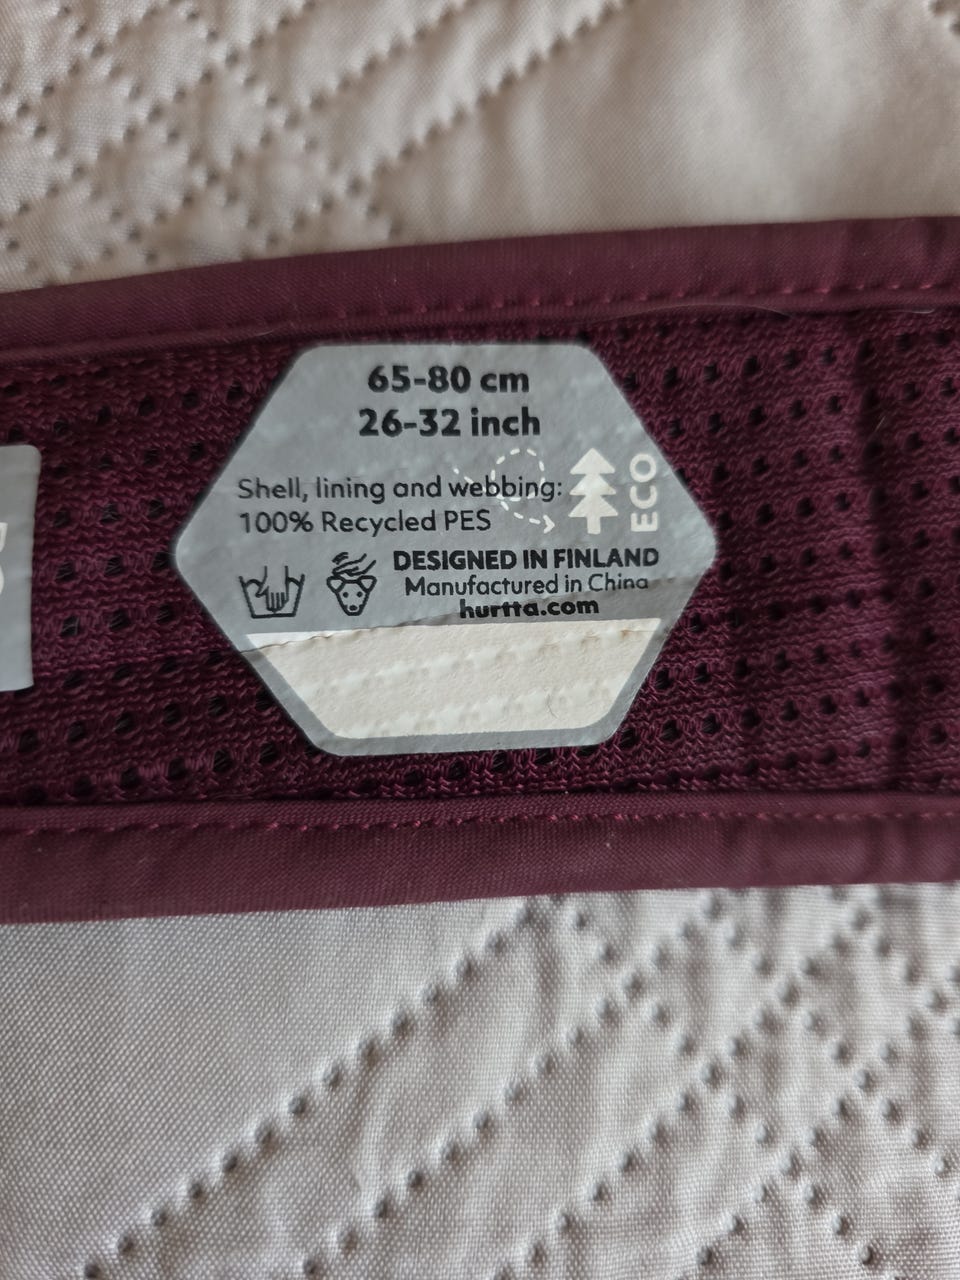 65-80 cm
26-32 inch
Shell, lining and webbing:
100% Recycled PES
ECO
DESIGNED IN FINLAND
Manufactured in China
hurtta.com